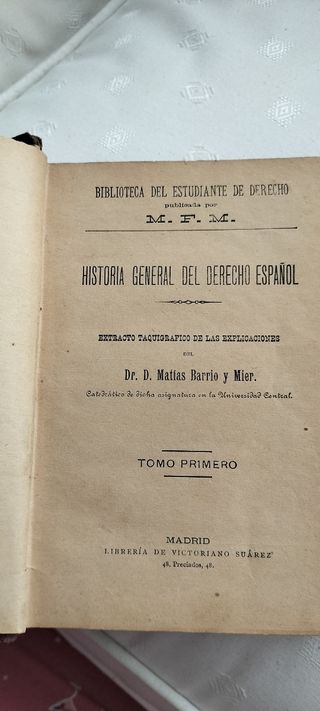 BIBLIOTECA DEL ESTUDIANTE DE DERECHO
publicada por
M. F. M.
HISTORIA GENERAL DEL DERECHO ESPAÑOL
EXTRACTO TAQUIGRAFICO DE LAS EXPLICACIONES
DEL
Dr. D. Matías Barrio y Mier.
Catedrático de dicha asignatura en la Universidad Central.
TOMO PRIMERO
MADRID
LIBRERÍA DE VICTORIANO SUÁREZ
48, Preciados, 48.